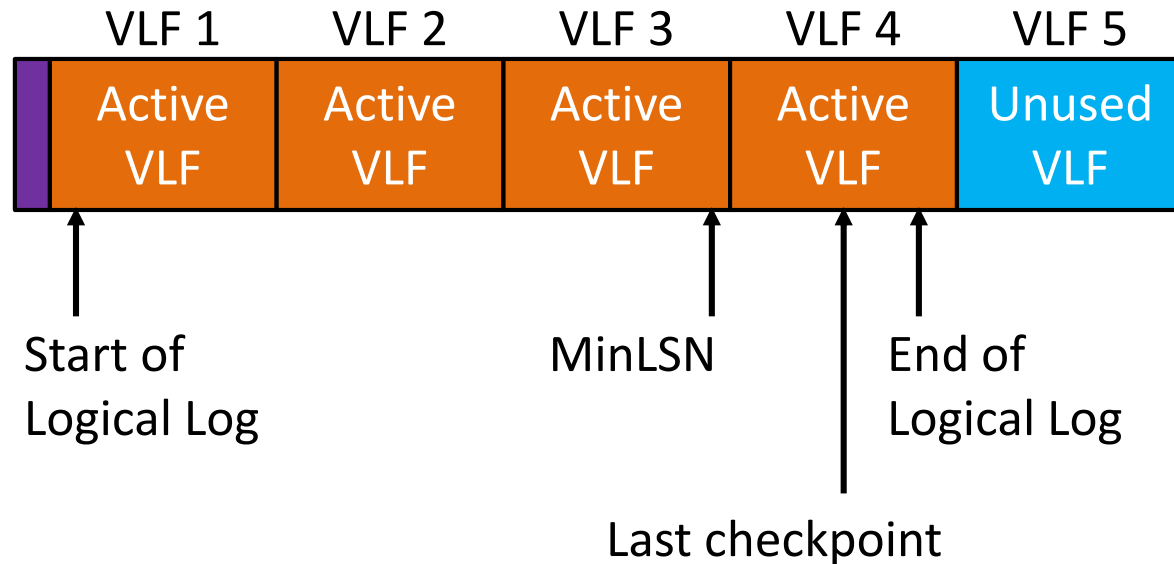 VLF 1
VLF 2
VLF 3
VLF 4
VLF 5
Active
VLF
Active
VLF
Active
VLF
Active
VLF
Unused
VLF
Start of
Logical Log
MinLSN
End of
Logical Log
Last checkpoint